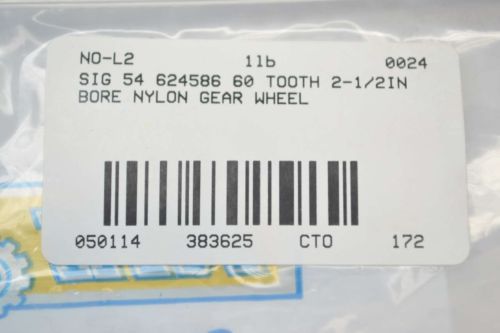 NO-L2 1lb 0024
SIG 54 624586 60 TOOTH 2-1/2IN
BORE NYLON GEAR WHEEL
050114 383625 CTO 172